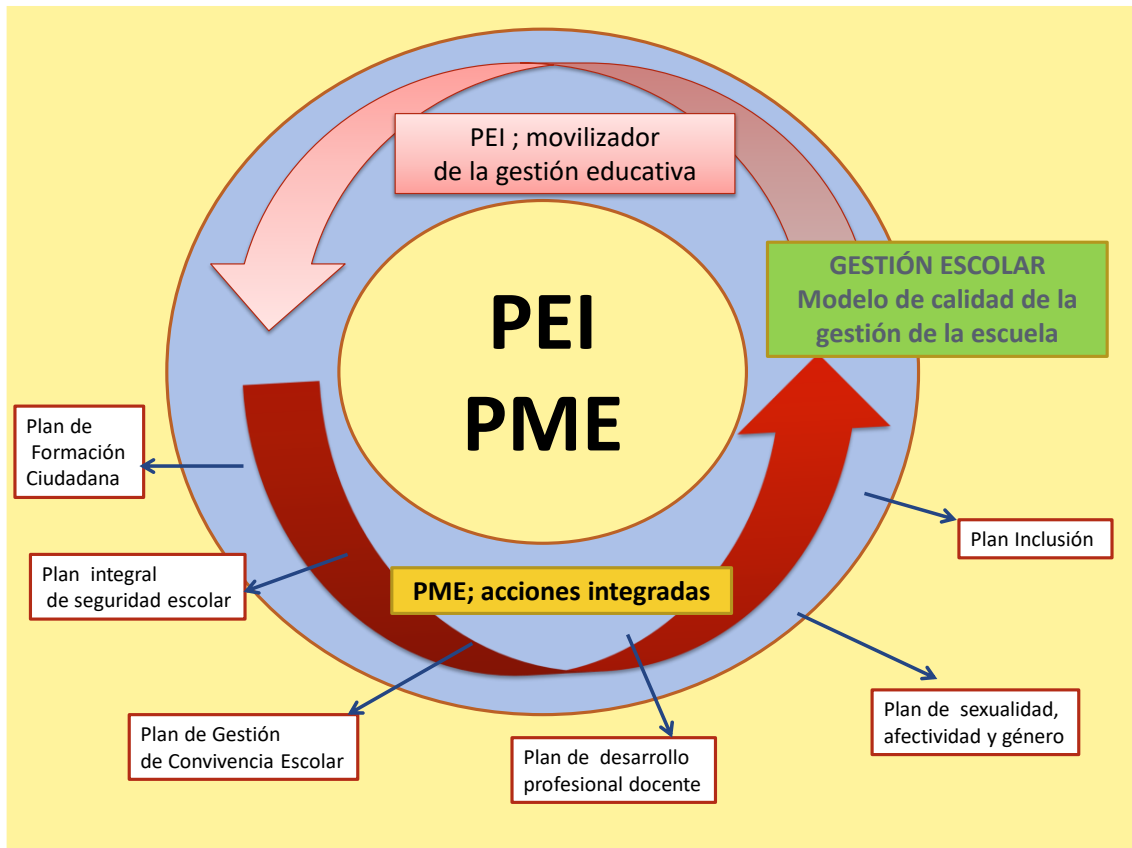 PEI ; movilizador
de la gestión educativa
GESTIÓN ESCOLAR
Modelo de calidad de la
gestión de la escuela
PEI
PME
Plan de
Formación
Ciudadana
Plan integral
de seguridad escolar
PME; acciones integradas
Plan Inclusión
Plan de Gestión
de Convivencia Escolar
Plan de desarrollo
profesional docente
Plan de sexualidad,
afectividad y género